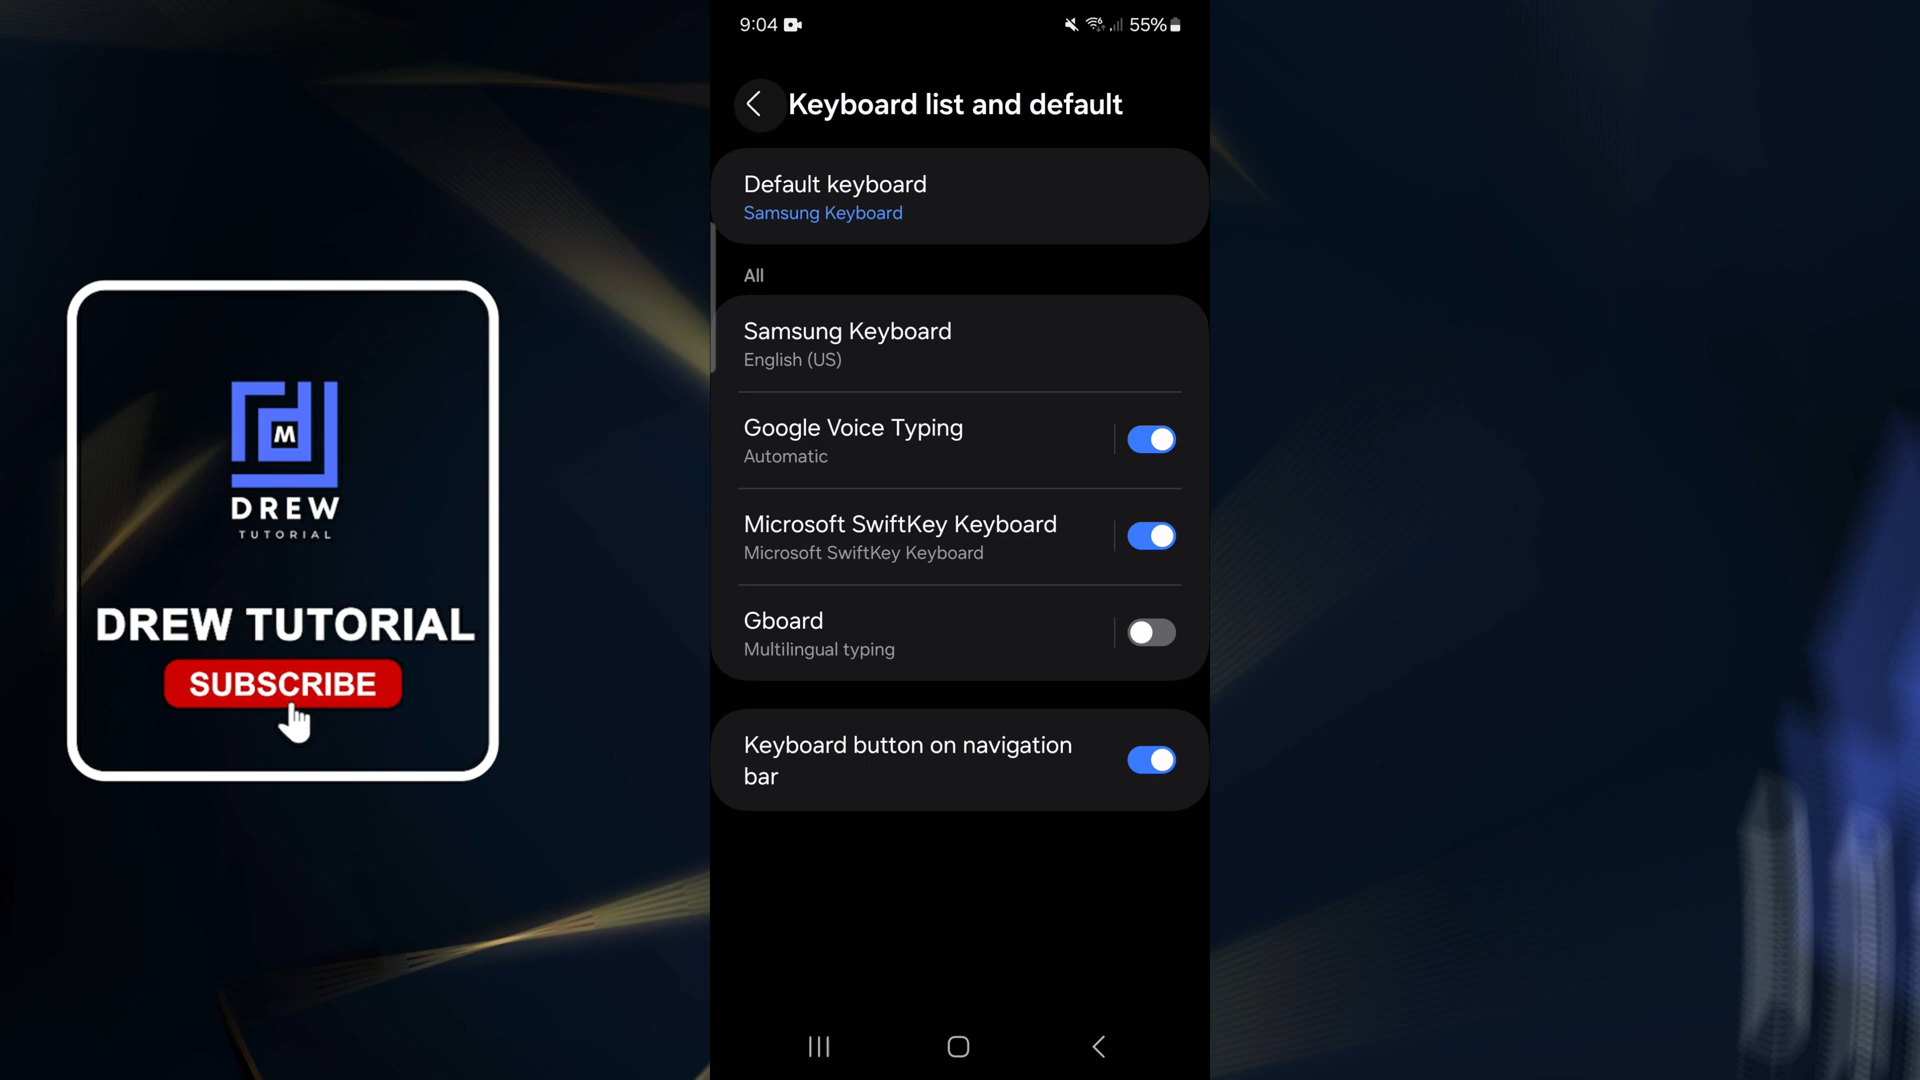 9:04
55%
Keyboard list and default
Default keyboard
Samsung Keyboard
All
Samsung Keyboard
English (US)
Google Voice Typing
Automatic
Microsoft SwiftKey Keyboard
Microsoft SwiftKey Keyboard
Gboard
Multilingual typing
Keyboard button on navigation
bar
M
DREW
TUTORIAL
DREW TUTORIAL
SUBSCRIBE